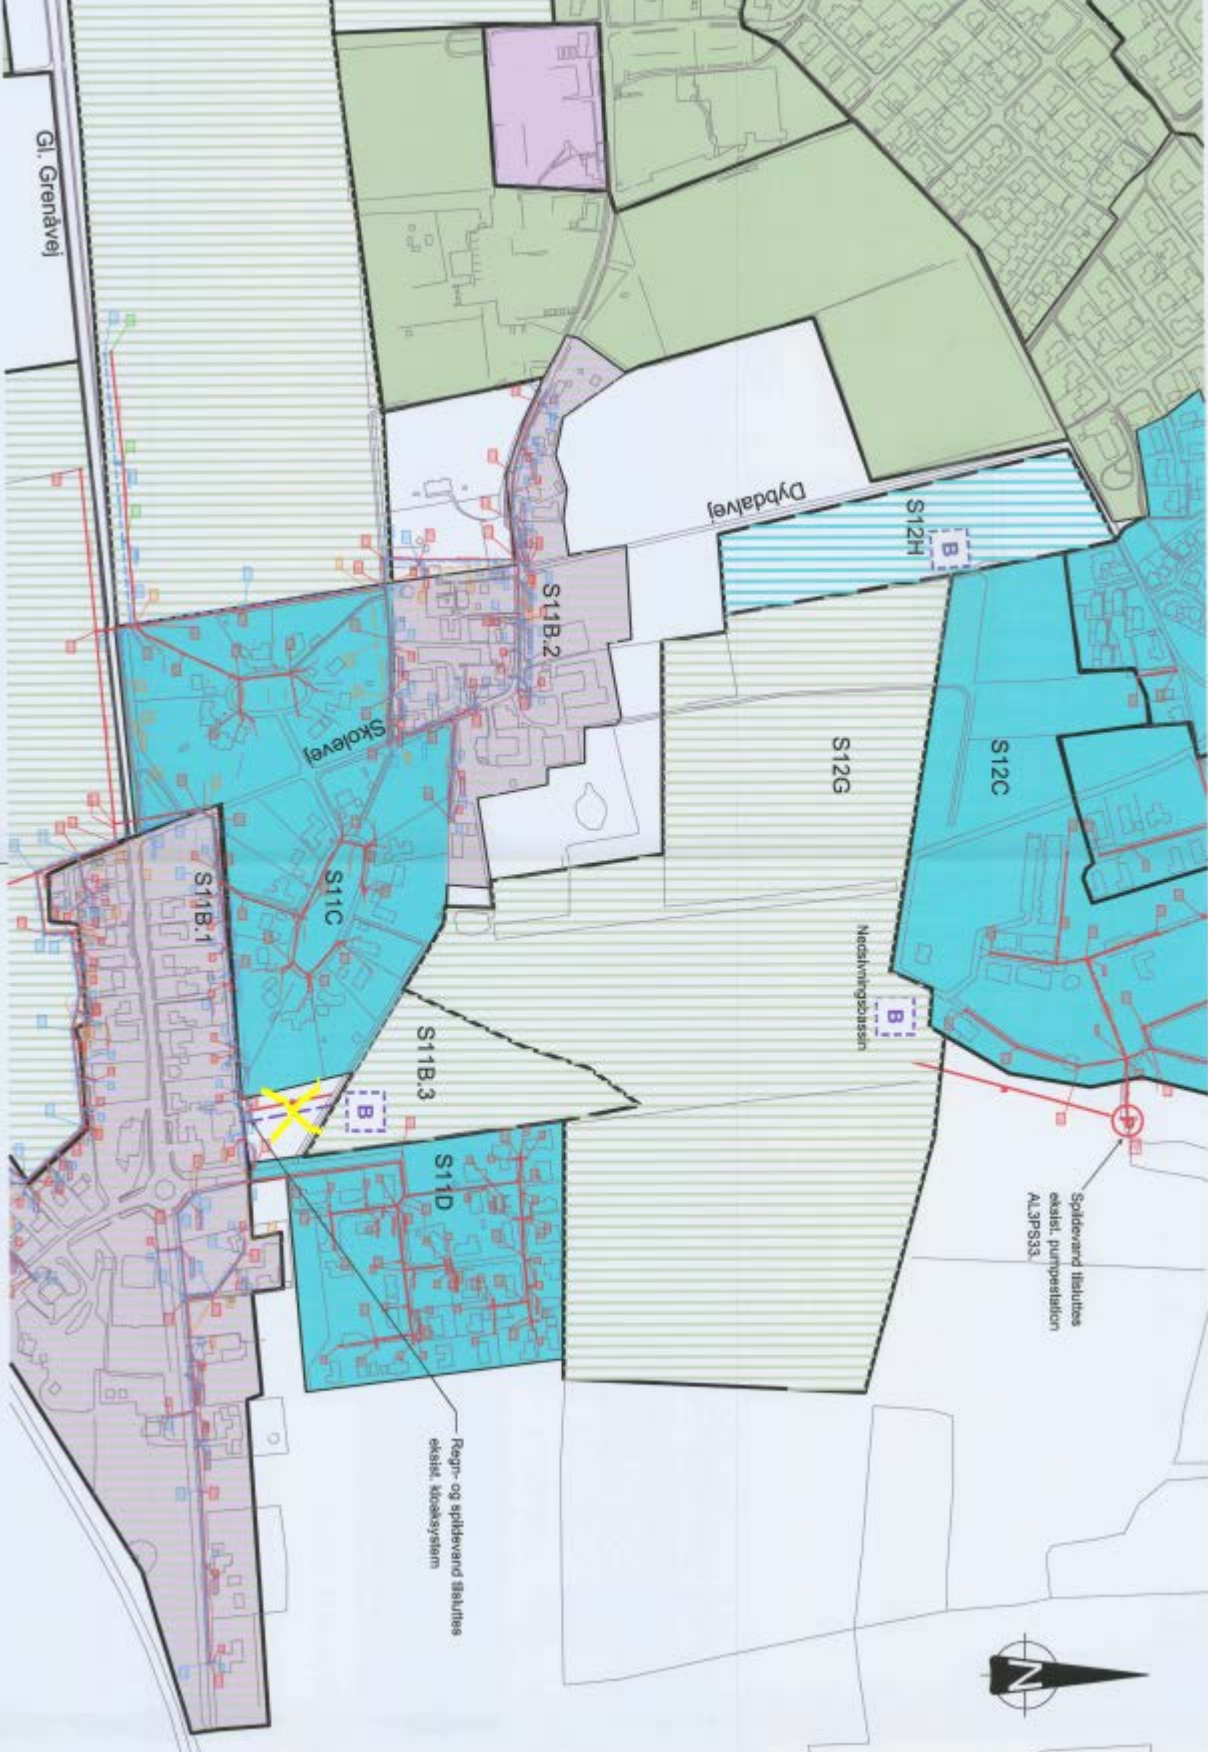 Gl. Grenåvej
Dybdalvej
S12H
B
S11B.2
Skolevej
S12G
S12C
S11B.1
S11C
Nedsivningsbassin
B
S11B.3
B
S11D
P
Spildevand tilsluttes
eksist. pumpestation
AL3PS33.
Regn- og spildevand tilsluttes
eksist. kloaksystem
N